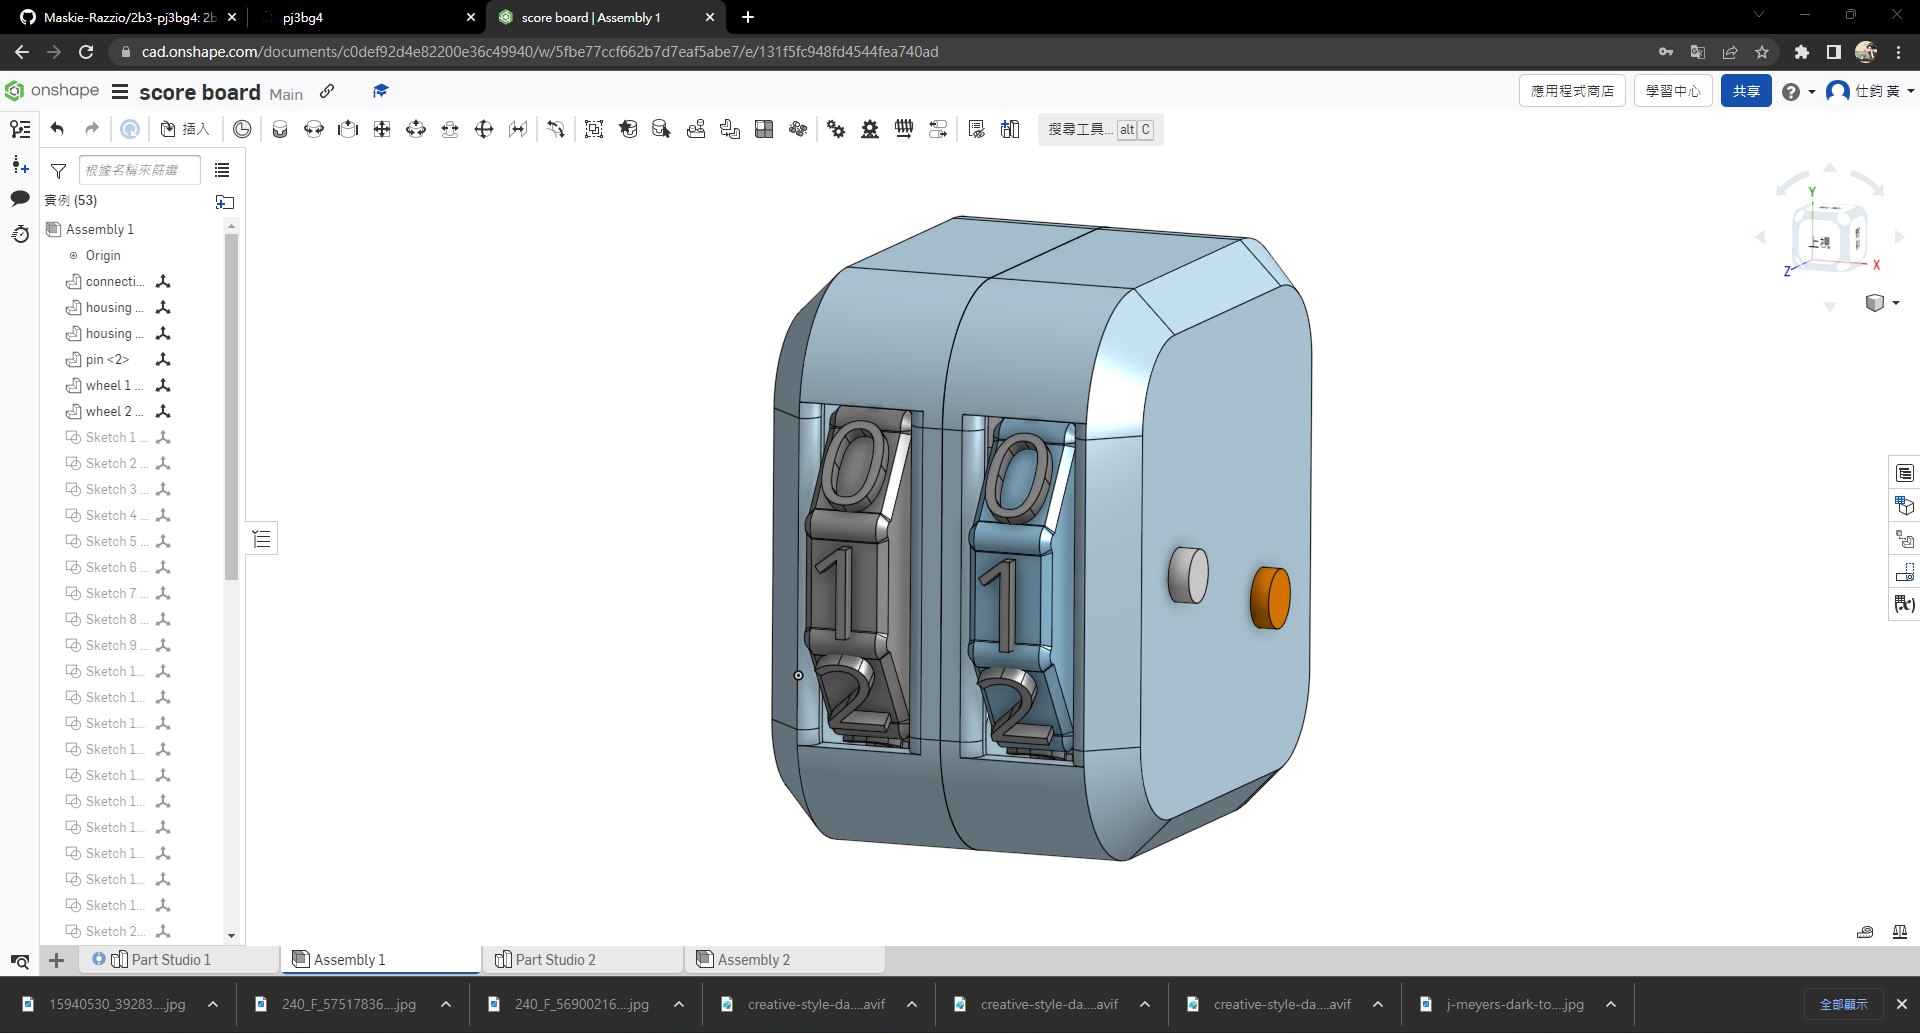 Maskie-Razzio/2b3-pj3bg4: 2b
pj3bg4
score board | Assembly 1
cad.onshape.com/documents/c0def92d4e82200e36c49940/w/5fbe77ccf662b7d7eaf5abe7/e/131f5fc948fd4544fea740ad
onshape
score board Main
應用程式商店
學習中心
共享
仕鈞 黃
插入
搜尋工具... alt C
根據名稱來篩選
實例 (53)
Assembly 1
Origin
connecti...
housing ...
housing ...
pin <2>
wheel 1 ...
wheel 2 ...
Sketch 1 ...
Sketch 2 ...
Sketch 3 ...
Sketch 4 ...
Sketch 5 ...
Sketch 6 ...
Sketch 7 ...
Sketch 8 ...
Sketch 9 ...
Sketch 1...
Sketch 1...
Sketch 1...
Sketch 1...
Sketch 1...
Sketch 1...
Sketch 1...
Sketch 1...
Sketch 1...
Sketch 1...
Sketch 2...
0 0
1 1
2 2
Y
上視
Z
X
(x)
Part Studio 1
Assembly 1
Part Studio 2
Assembly 2
15940530_39283....jpg
240_F_57517836....jpg
240_F_56900216....jpg
creative-style-da....avif
creative-style-da....avif
creative-style-da....avif
j-meyers-dark-to....jpg
全部顯示